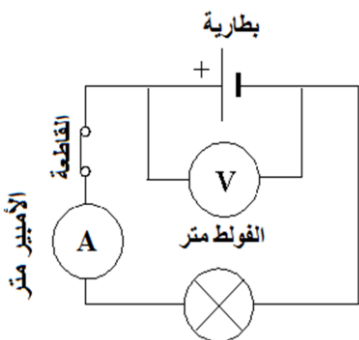 بطارية
+
القاطعة
V
الأمبير متر
A
الفولط متر